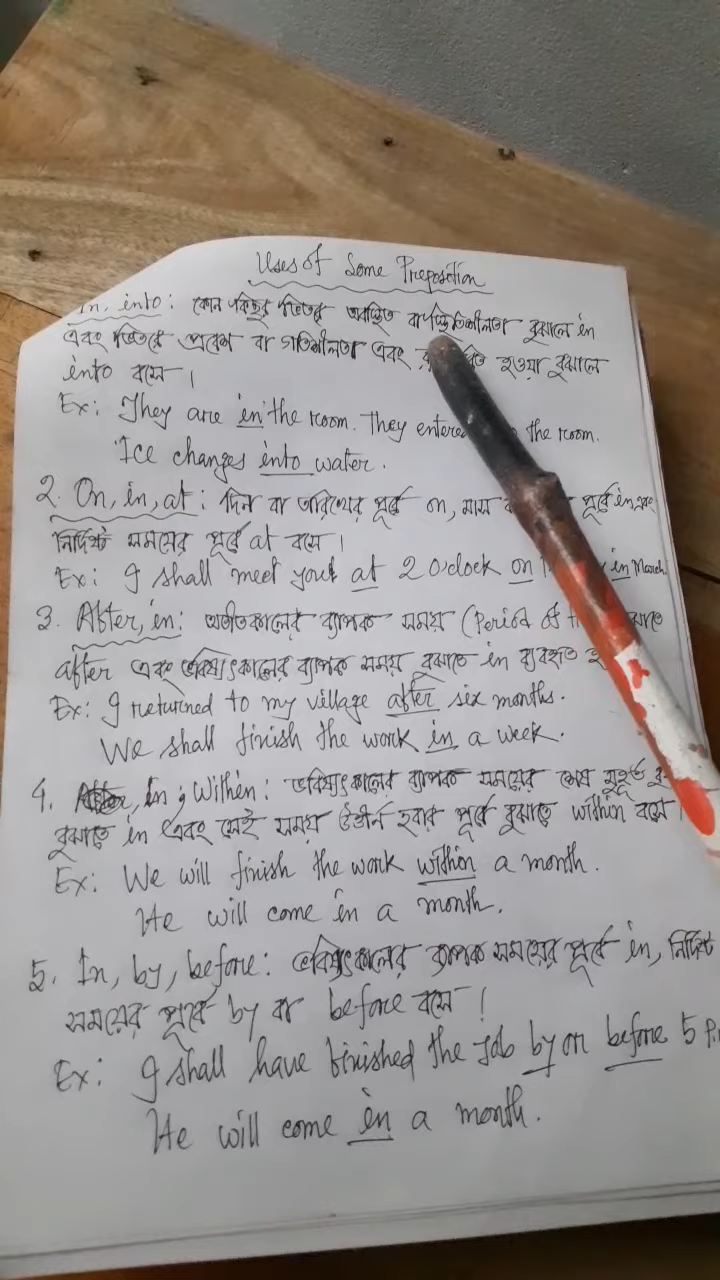 Uses of Some Preposition
In, into: কোন কিছুর ভিতরে অবস্থিত বা স্থিতিশীলতা বুঝালে in
এবং ভিতরে প্রবেশ বা গতিশীলতা এবং হওয়া বুঝালে
into বসে।
Ex: They are in the room. They entered the room.
Ice changes into water.
2. On, in, at: দিন বা তারিখের পূর্বে on, মাস পূর্বে in এবং
নির্দিষ্ট সময়ের পূর্বে at বসে।
Ex: I shall meet you at 2 O'clock on in March
3. After, in: অতীতকালের ব্যাপক সময় (Period of
after এবং ভবিষ্যৎকালের ব্যাপক সময় বুঝাতে in ব্যবহৃত
Ex: I returned to my village after six months.
We shall finish the work in a week.
4. In; Withen: ভবিষ্যৎকালের ব্যাপক সময়ের শেষ মুহূর্ত
বুঝাতে in এবং সেই সময় উত্তীর্ন হবার পূর্বে বুঝাতে within বসে।
Ex: We will finish the work within a month.
He will come in a month.
5. In, by, before: ভবিষ্যৎকালের ব্যাপক সময়ের পূর্বে in, নির্দিষ্ট
সময়ের পূর্বে by বা before বসে।
Ex: I shall have finished the job by or before 5
He will come in a month.